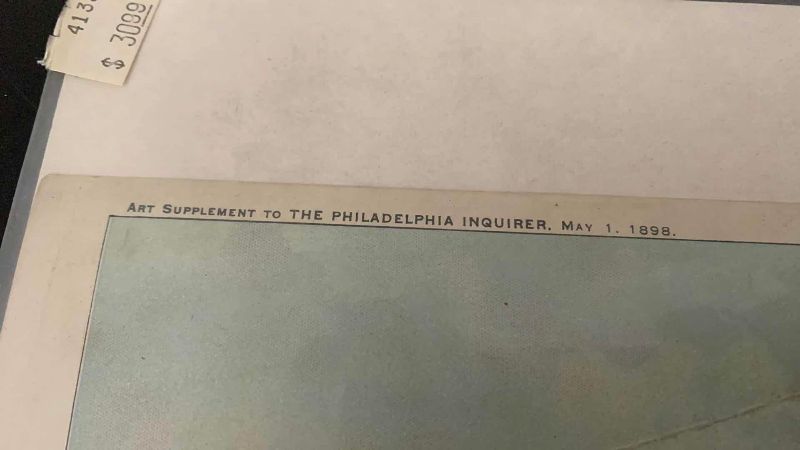 $ 3099
ART SUPPLEMENT TO THE PHILADELPHIA INQUIRER. MAY 1. 1898.